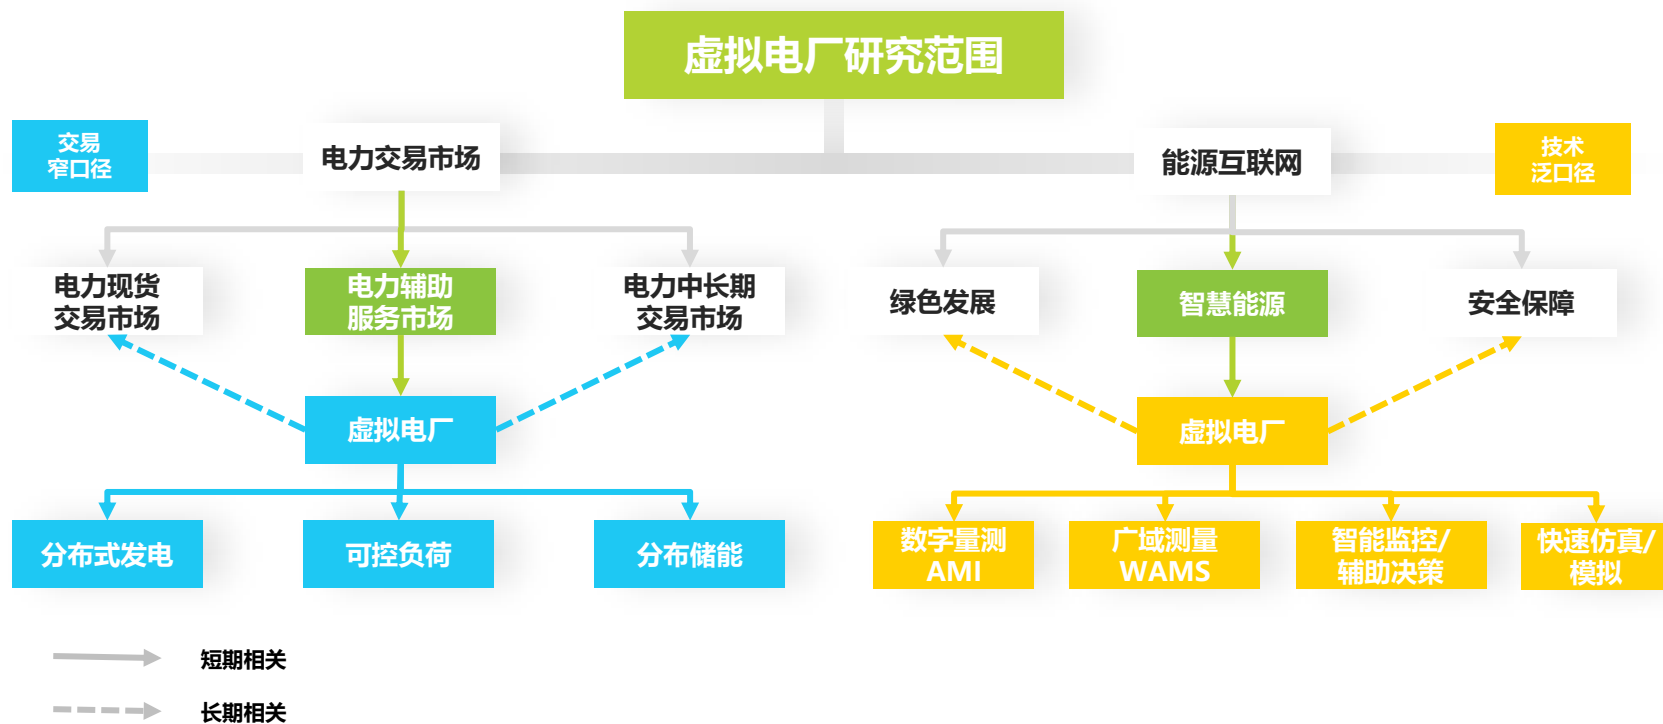 虚拟电厂研究范围
交易
窄口径
电力交易市场
能源互联网
技术
泛口径
电力现货
交易市场
电力辅助
服务市场
电力中长期
交易市场
绿色发展
智慧能源
安全保障
虚拟电厂
虚拟电厂
分布式发电
可控负荷
分布储能
数字量测
AMI
广域测量
WAMS
智能监控/
辅助决策
快速仿真/
模拟
短期相关
长期相关